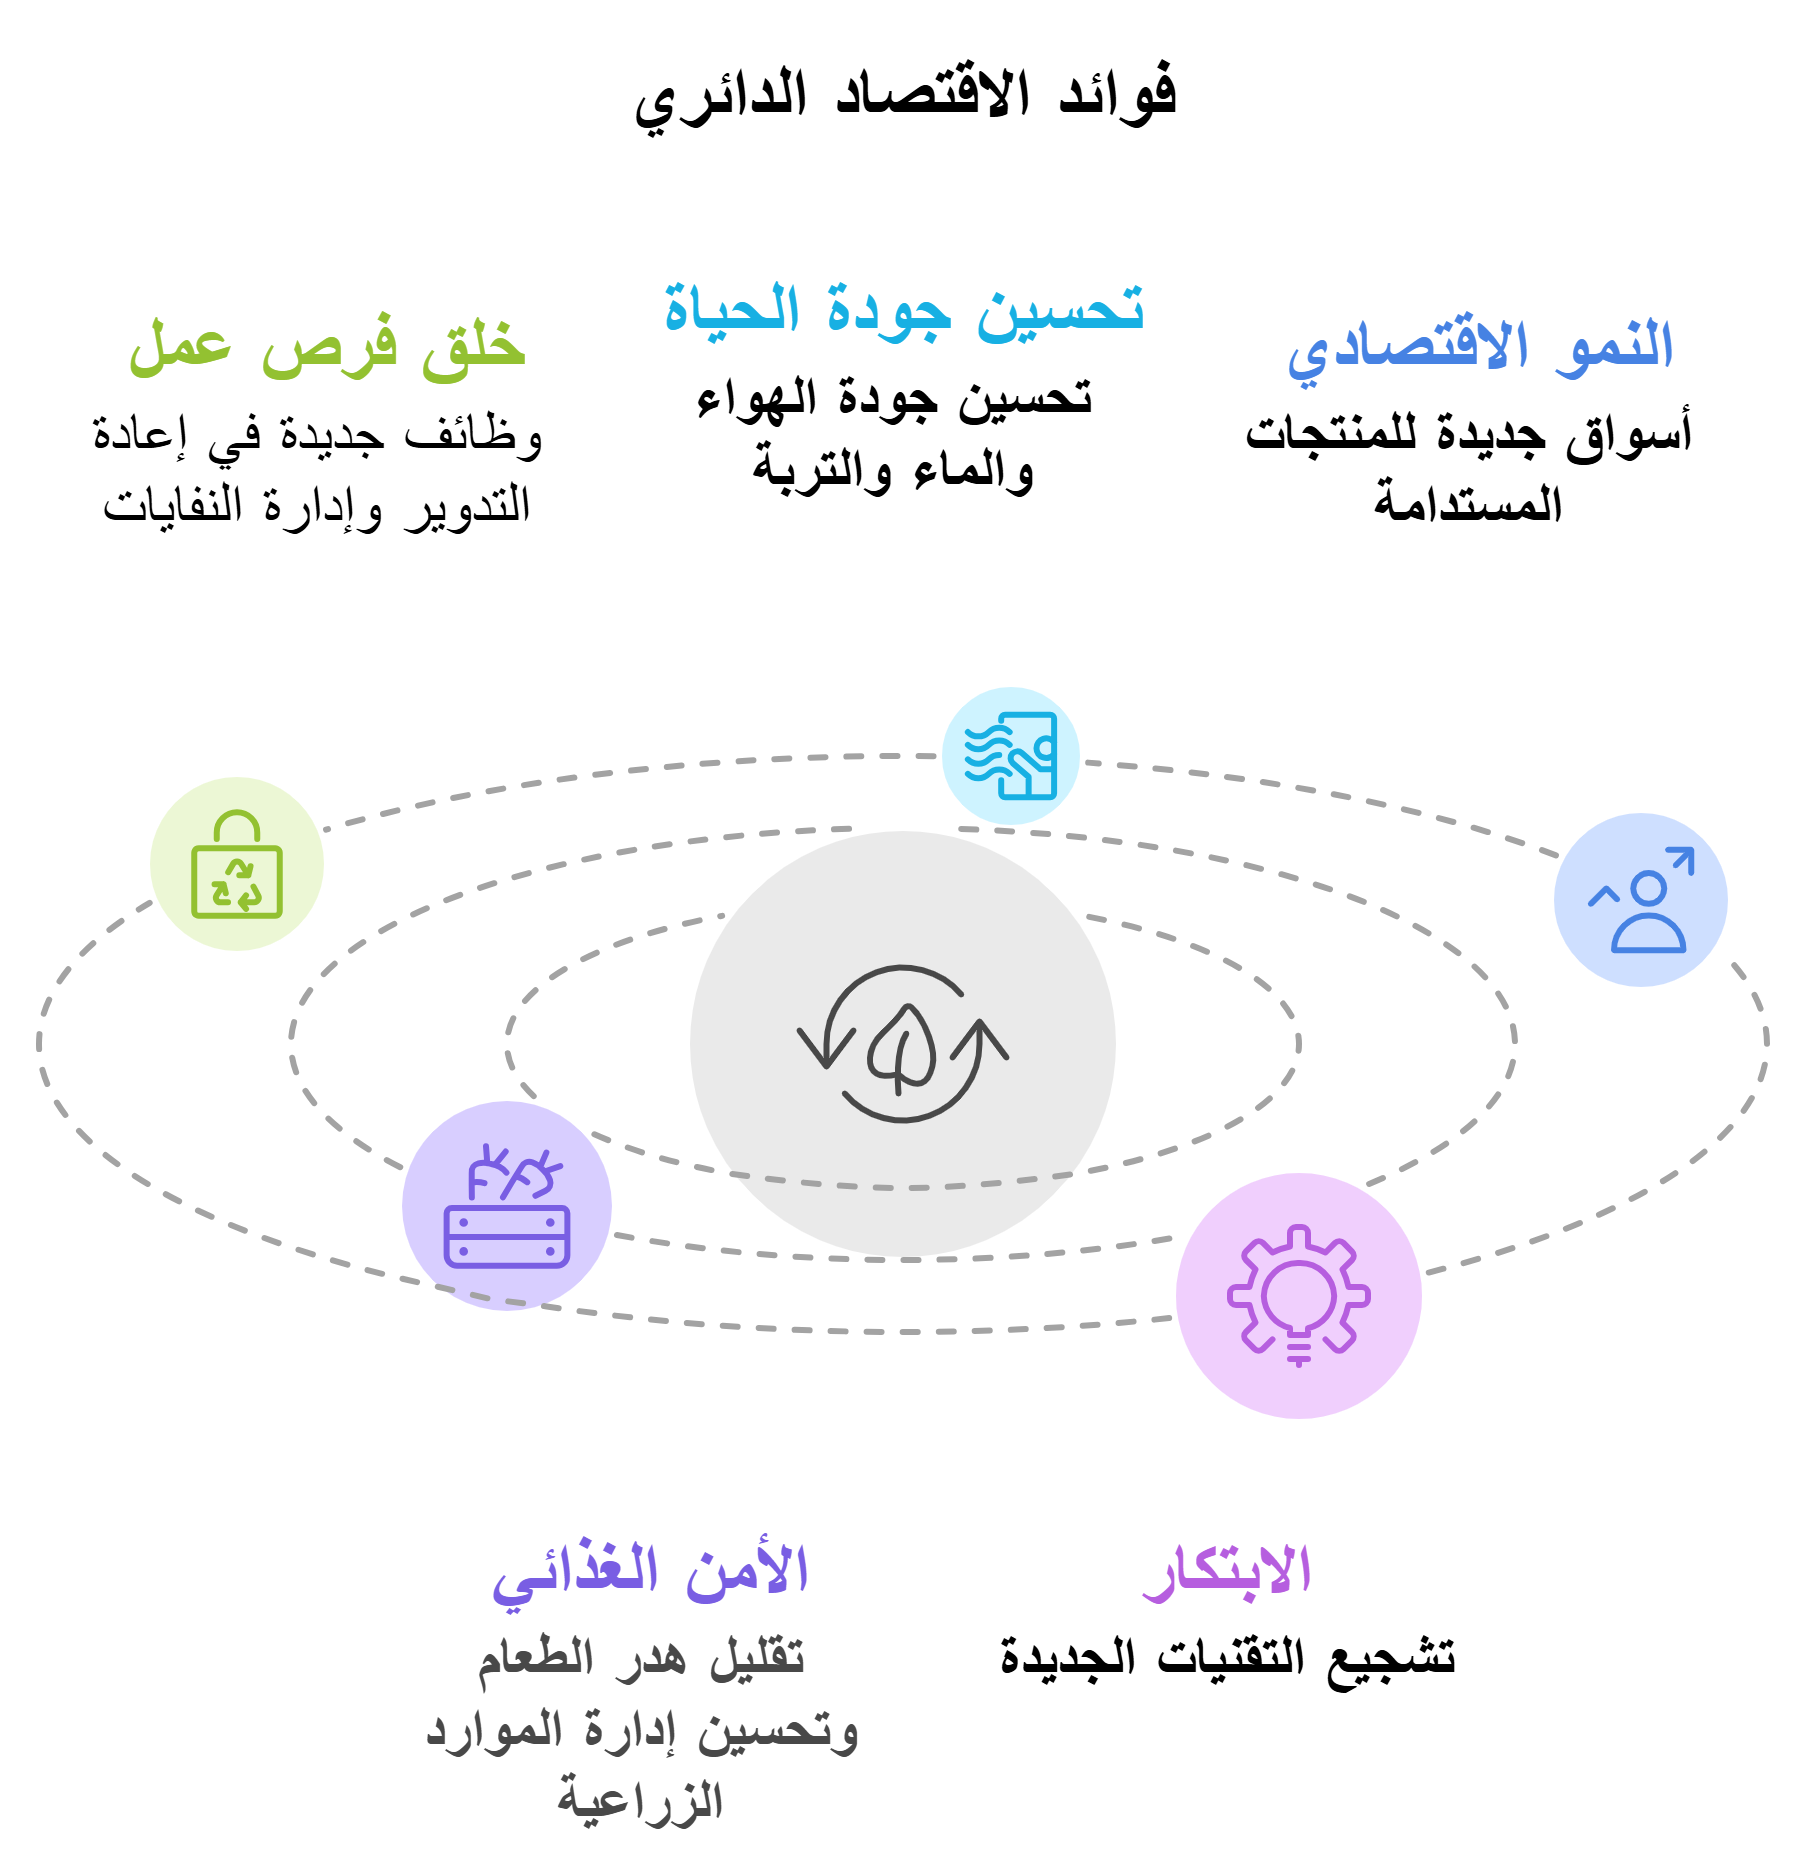 فوائد الاقتصاد الدائري
النمو الاقتصادي
أسواق جديدة للمنتجات
المستدامة
تحسين جودة الحياة
تحسين جودة الهواء
والماء والتربة
خلق فرص عمل
وظائف جديدة في إعادة
التدوير وإدارة النفايات
الابتكار
تشجيع التقنيات الجديدة
الأمن الغذائي
تقليل هدر الطعام
وتحسين إدارة الموارد
الزراعية